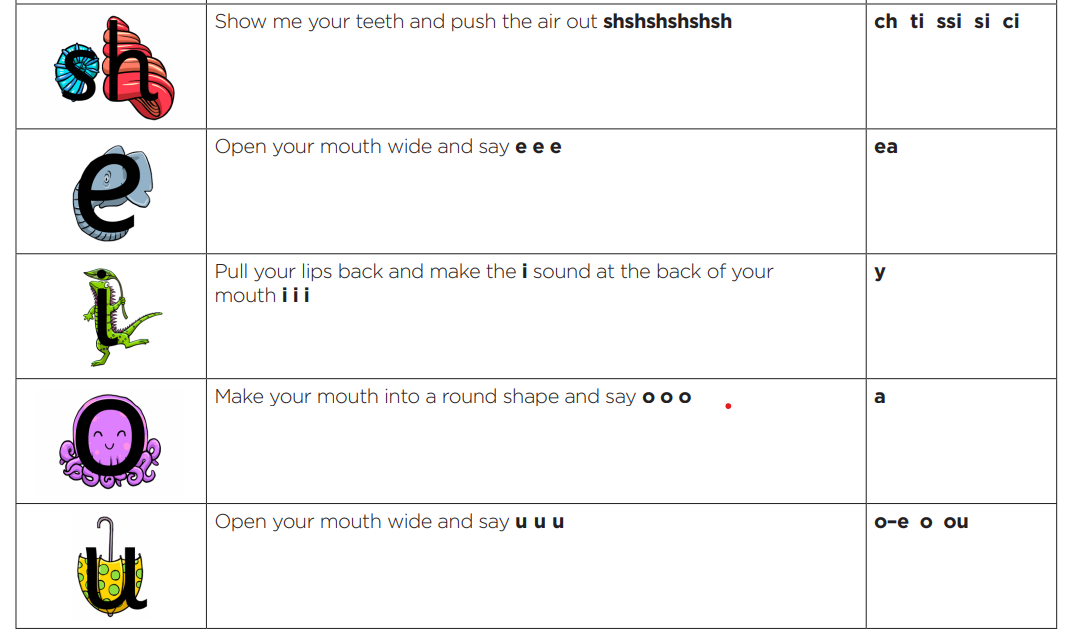 sh
Show me your teeth and push the air out shshshshshsh
ch ti ssi si ci
e
Open your mouth wide and say e e e
ea
i
Pull your lips back and make the i sound at the back of your
mouth i i i
y
o
Make your mouth into a round shape and say o o o
a
u
Open your mouth wide and say u u u
o–e o ou